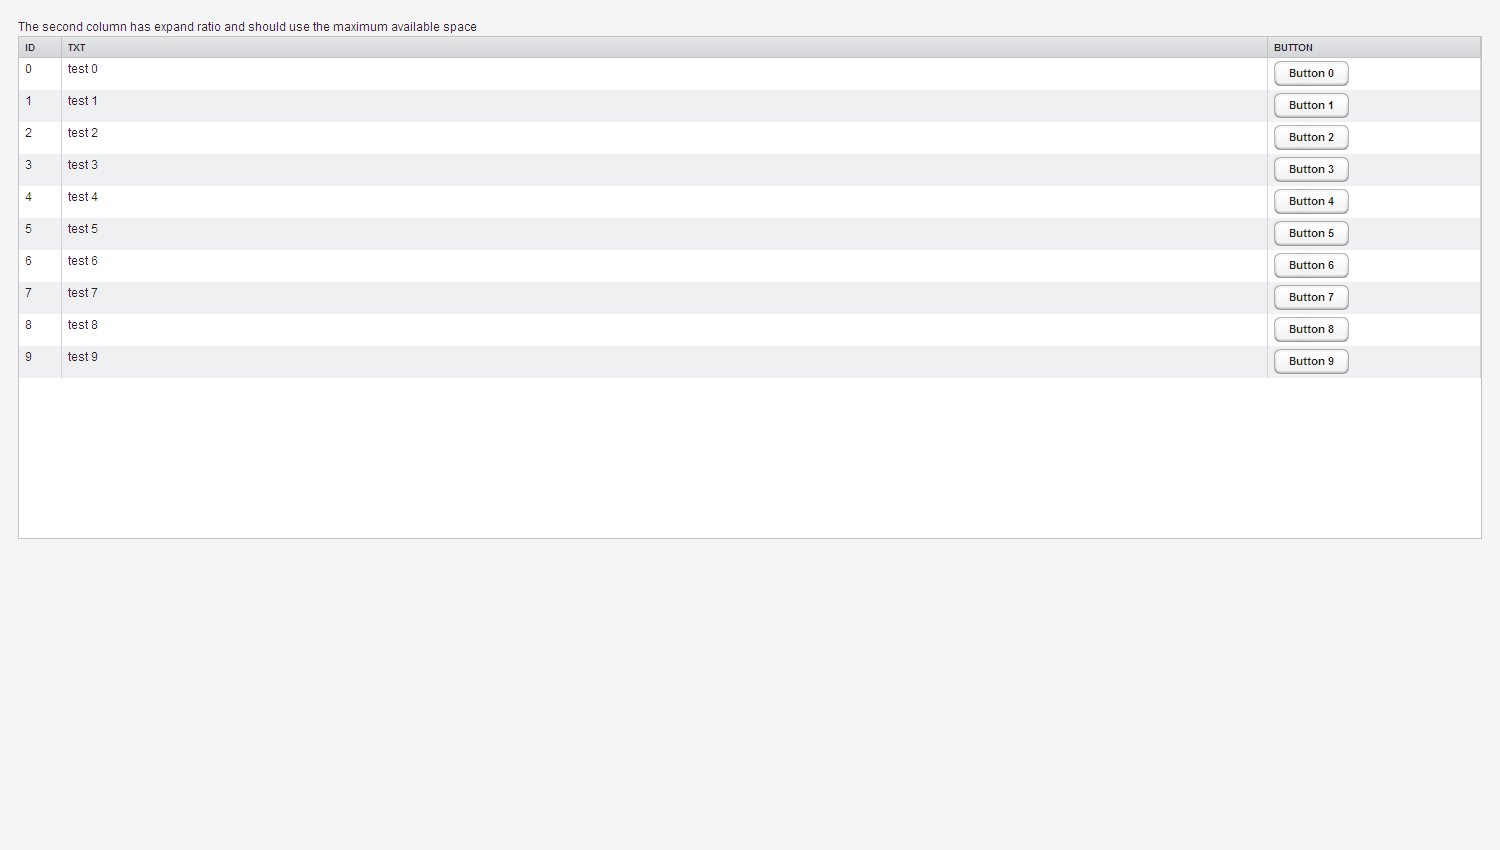 The second column has expand ratio and should use the maximum available space
ID TXT BUTTON
0 test 0 Button 0
1 test 1 Button 1
2 test 2 Button 2
3 test 3 Button 3
4 test 4 Button 4
5 test 5 Button 5
6 test 6 Button 6
7 test 7 Button 7
8 test 8 Button 8
9 test 9 Button 9